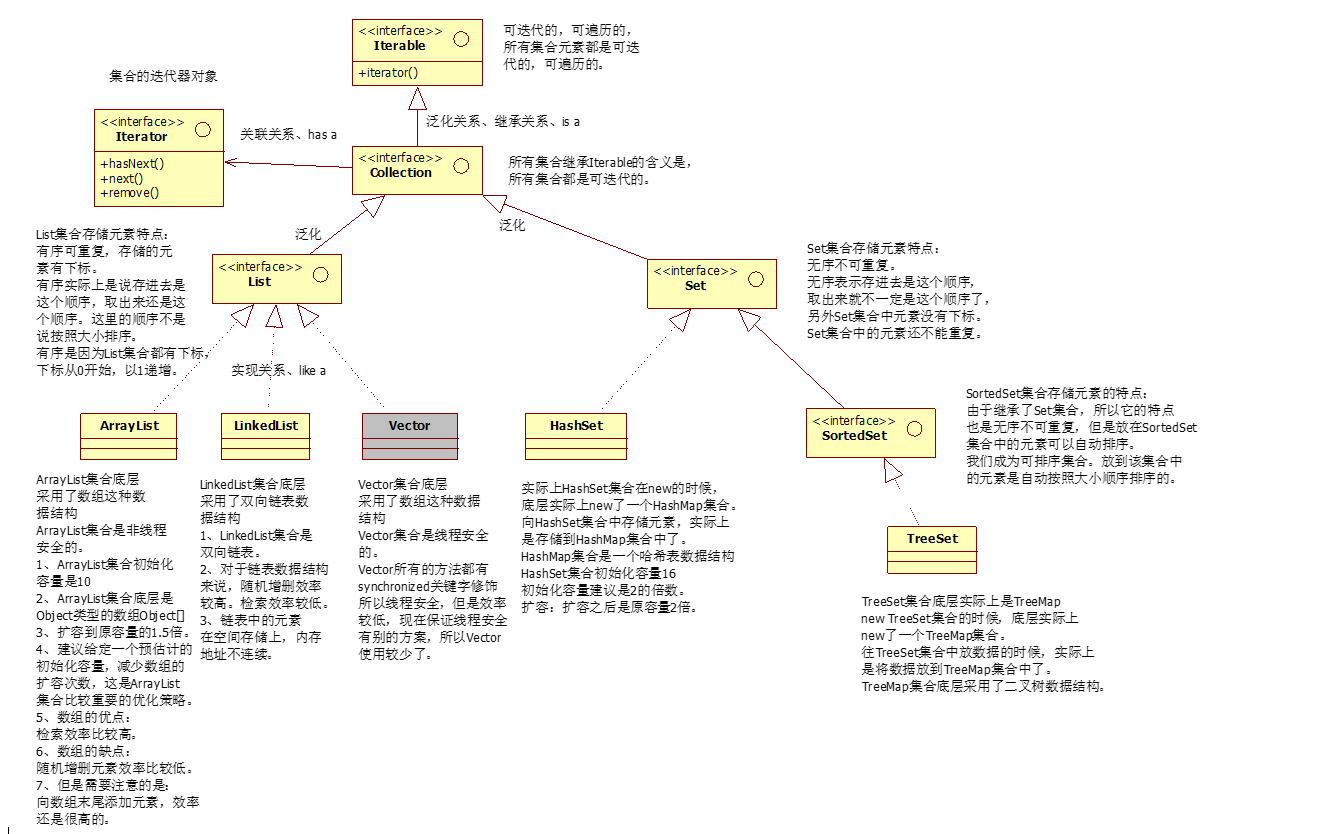 <<interface>>
Iterable
+iterator()
可迭代的，可遍历的，
所有集合元素都是可迭
代的，可遍历的。
集合的迭代器对象
<<interface>>
Iterator
+hasNext()
+next()
+remove()
关联关系、has a
泛化关系、继承关系、is a
<<interface>>
Collection
所有集合继承Iterable的含义是，
所有集合都是可迭代的。
泛化
泛化
List集合存储元素特点：
有序可重复，存储的元
素有下标。
有序实际上是说存进去是
这个顺序，取出来还是这
个顺序。这里的顺序不是
说按照大小排序。
有序是因为List集合都有下标，
下标从0开始，以1递增。
<<interface>>
List
<<interface>>
Set
Set集合存储元素特点：
无序不可重复。
无序表示存进去是这个顺序，
取出来就不一定是这个顺序了，
另外Set集合中元素没有下标。
Set集合中的元素还不能重复。
实现关系、like a
ArrayList
LinkedList
Vector
HashSet
<<interface>>
SortedSet
SortedSet集合存储元素的特点：
由于继承了Set集合，所以它的特点
也是无序不可重复，但是放在SortedSet
集合中的元素可以自动排序。
我们成为可排序集合。放到该集合中
的元素是自动按照大小顺序排序的。
ArrayList集合底层
采用了数组这种数
据结构
ArrayList集合是非线程
安全的。
1、ArrayList集合初始化
容量是10
2、ArrayList集合底层是
Object类型的数组Object[]
3、扩容到原容量的1.5倍。
4、建议给定一个预估计的
初始化容量，减少数组的
扩容次数，这是ArrayList
集合比较重要的优化策略。
5、数组的优点：
检索效率比较高。
6、数组的缺点：
随机增删元素效率比较低。
7、但是需要注意的是：
向数组末尾添加元素，效率
还是很高的。
LinkedList集合底层
采用了双向链表数
据结构
1、LinkedList集合是
双向链表。
2、对于链表数据结构
来说，随机增删效率
较高。检索效率较低。
3、链表中的元素
在空间存储上，内存
地址不连续。
Vector集合底层
采用了数组这种数据
结构
Vector集合是线程安全
的。
Vector所有的方法都有
synchronized关键字修饰
所以线程安全，但是效率
较低，现在保证线程安全
有别的方案，所以Vector
使用较少了。
实际上HashSet集合在new的时候，
底层实际上new了一个HashMap集合。
向HashSet集合中存储元素，实际上
是存储到HashMap集合中了。
HashMap集合是一个哈希表数据结构
HashSet集合初始化容量16
初始化容量建议是2的倍数。
扩容：扩容之后是原容量2倍。
TreeSet
TreeSet集合底层实际上是TreeMap
new TreeSet集合的时候，底层实际上
new了一个TreeMap集合。
往TreeSet集合中放数据的时候，实际上
是将数据放到TreeMap集合中了。
TreeMap集合底层采用了二叉树数据结构。